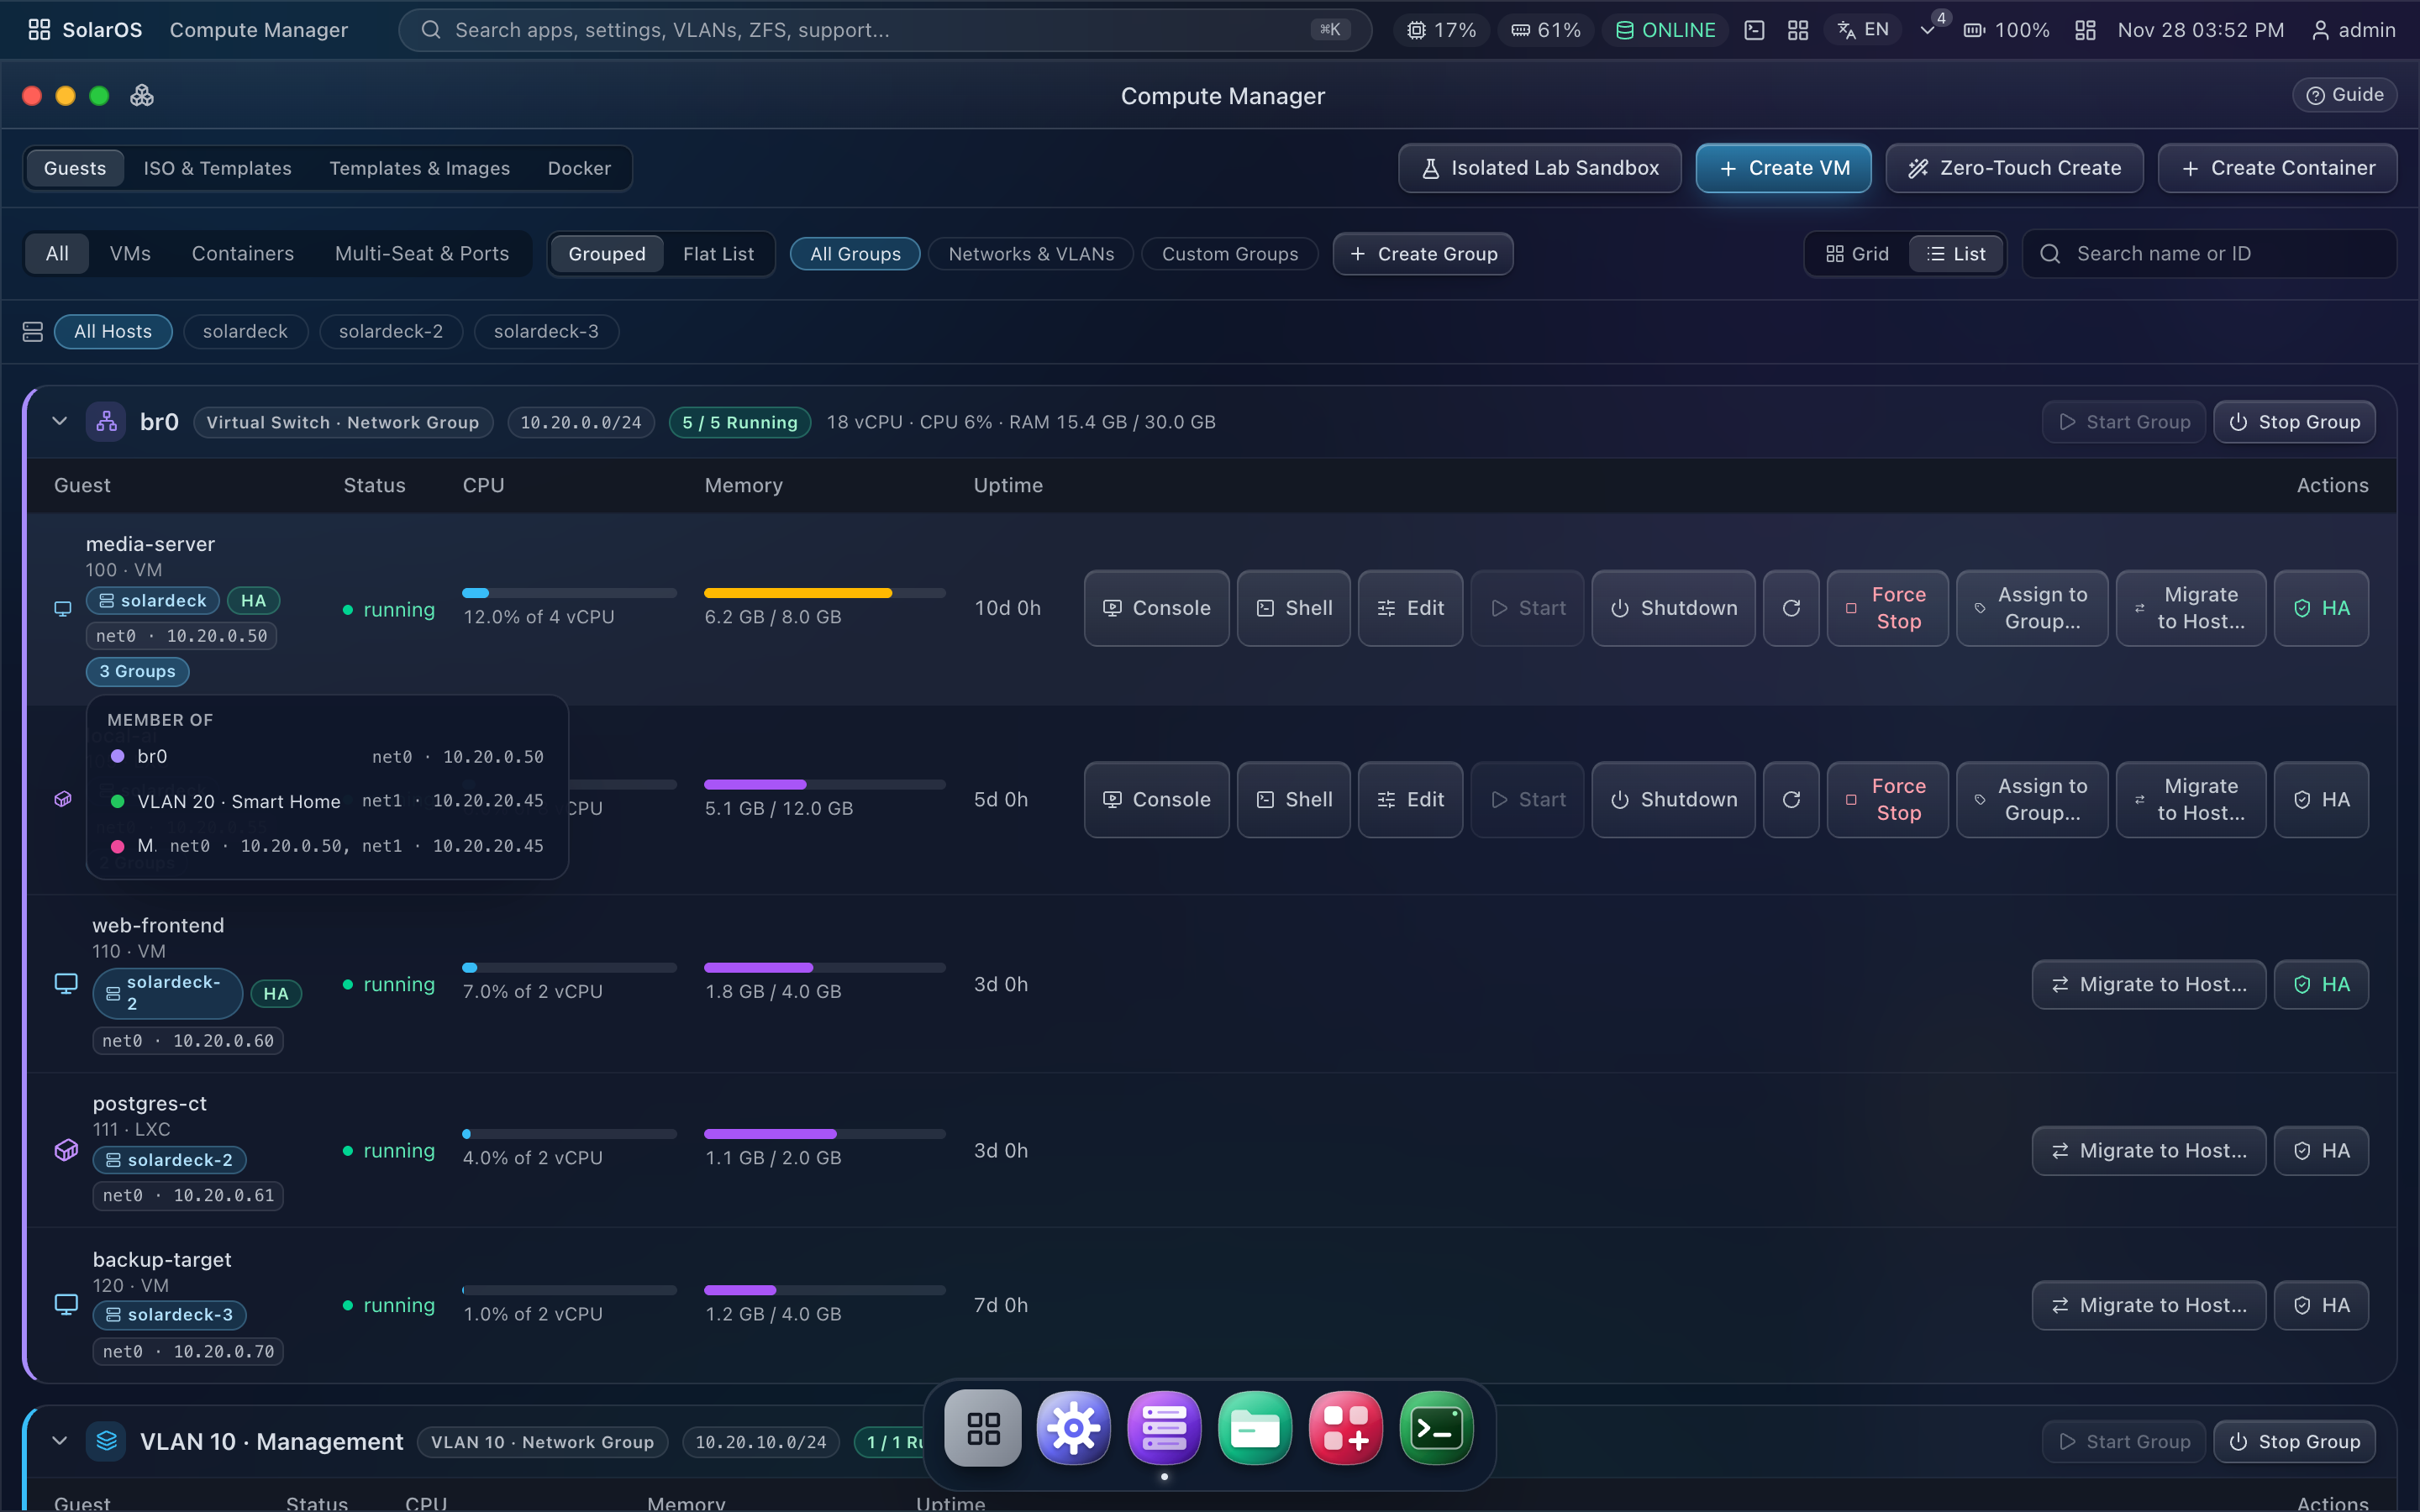 SolarOS Compute Manager Search apps, settings, VLANs, ZFS, support... ⌘K 17% 61% ONLINE EN 4 100% Nov 28 03:52 PM admin
Compute Manager Guide
Guests ISO & Templates Templates & Images Docker Isolated Lab Sandbox + Create VM Zero-Touch Create + Create Container
All VMs Containers Multi-Seat & Ports Grouped Flat List All Groups Networks & VLANs Custom Groups + Create Group Grid List Search name or ID
All Hosts solardeck solardeck-2 solardeck-3
br0 Virtual Switch · Network Group 10.20.0.0/24 5 / 5 Running 18 vCPU · CPU 6% · RAM 15.4 GB / 30.0 GB Start Group Stop Group
Guest Status CPU Memory Uptime Actions
media-server
100 · VM
solardeck HA
net0 · 10.20.0.50
3 Groups
running 12.0% of 4 vCPU 6.2 GB / 8.0 GB 10d 0h Console Shell Edit Start Shutdown Force Stop Assign to Group... Migrate to Host... HA
MEMBER OF
br0 net0 · 10.20.0.50
VLAN 20 · Smart Home net1 · 10.20.20.45
M. net0 · 10.20.0.50, net1 · 10.20.20.45
CPU 5.1 GB / 12.0 GB 5d 0h Console Shell Edit Start Shutdown Force Stop Assign to Group... Migrate to Host... HA
2 Groups
web-frontend
110 · VM
solardeck-2 HA
net0 · 10.20.0.60
running 7.0% of 2 vCPU 1.8 GB / 4.0 GB 3d 0h Migrate to Host... HA
postgres-ct
111 · LXC
solardeck-2
net0 · 10.20.0.61
running 4.0% of 2 vCPU 1.1 GB / 2.0 GB 3d 0h Migrate to Host... HA
backup-target
120 · VM
solardeck-3
net0 · 10.20.0.70
running 1.0% of 2 vCPU 1.2 GB / 4.0 GB 7d 0h Migrate to Host... HA
VLAN 10 · Management VLAN 10 · Network Group 10.20.10.0/24 1 / 1 Start Group Stop Group
Guest Status CPU Memory Uptime Actions